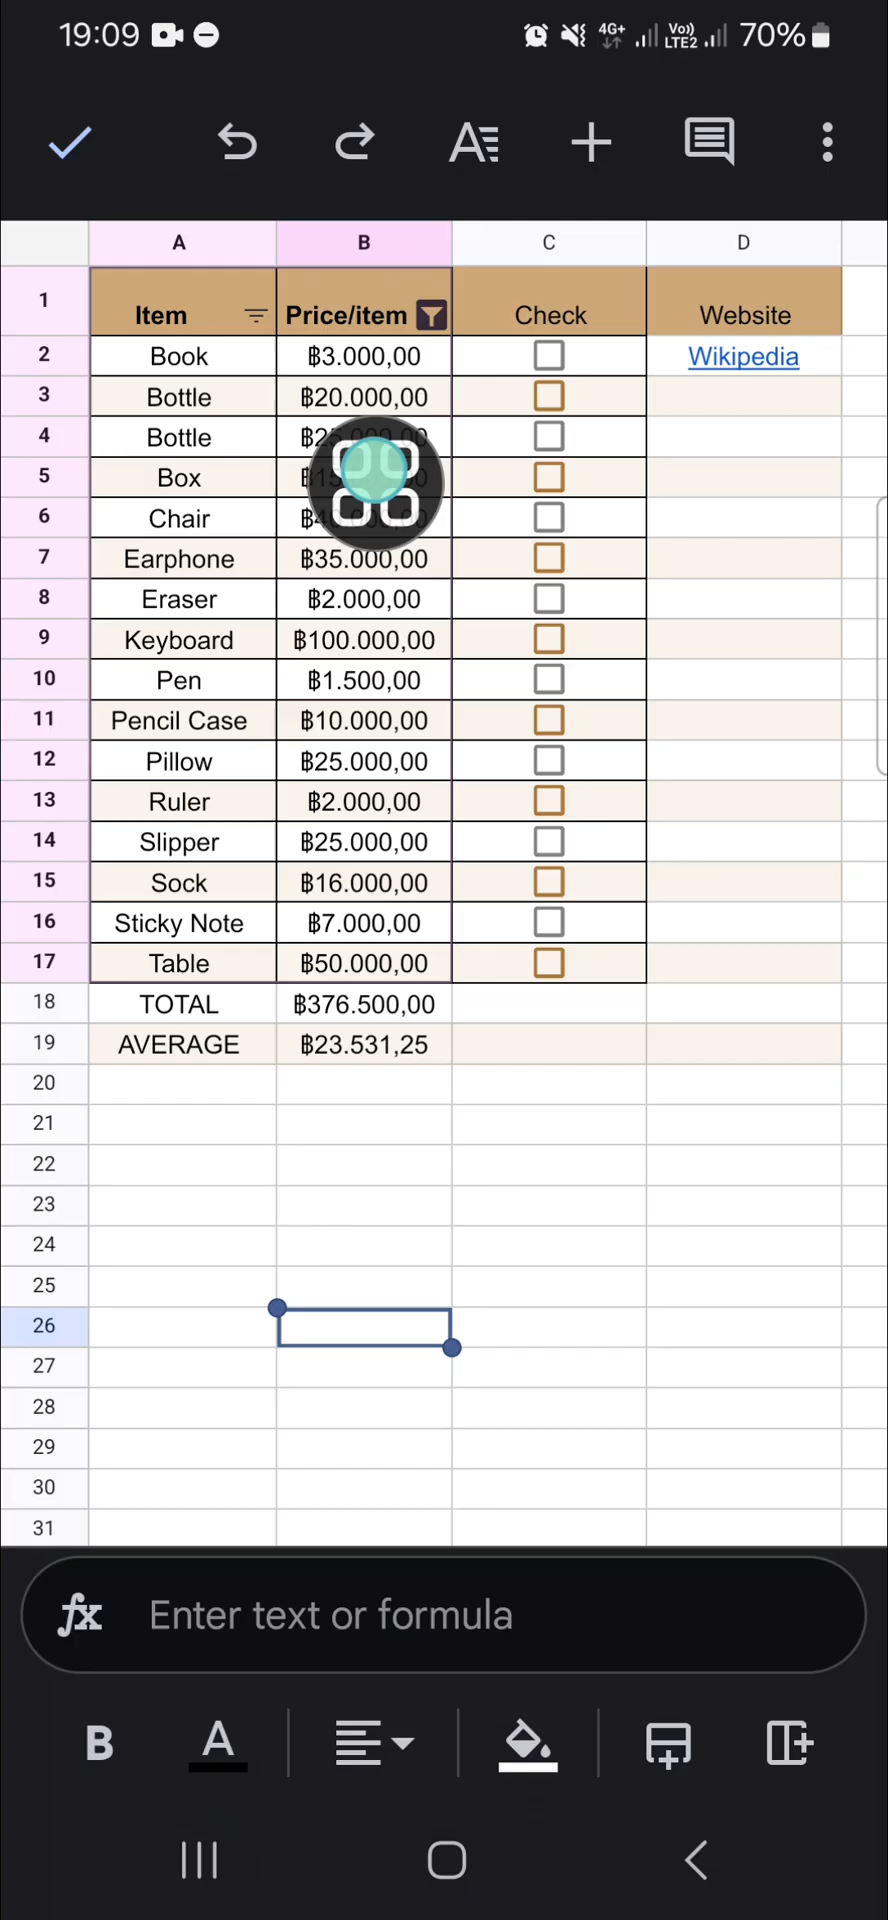 19:09 4G+ Vo)) LTE2 70%
A B C D
1 Item Price/item Check Website
2 Book ฿3.000,00 Wikipedia
3 Bottle ฿20.000,00
4 Bottle
5 Box
6 Chair
7 Earphone ฿35.000,00
8 Eraser ฿2.000,00
9 Keyboard ฿100.000,00
10 Pen ฿1.500,00
11 Pencil Case ฿10.000,00
12 Pillow ฿25.000,00
13 Ruler ฿2.000,00
14 Slipper ฿25.000,00
15 Sock ฿16.000,00
16 Sticky Note ฿7.000,00
17 Table ฿50.000,00
18 TOTAL ฿376.500,00
19 AVERAGE ฿23.531,25
20
21
22
23
24
25
26
27
28
29
30
31
fx Enter text or formula
B A